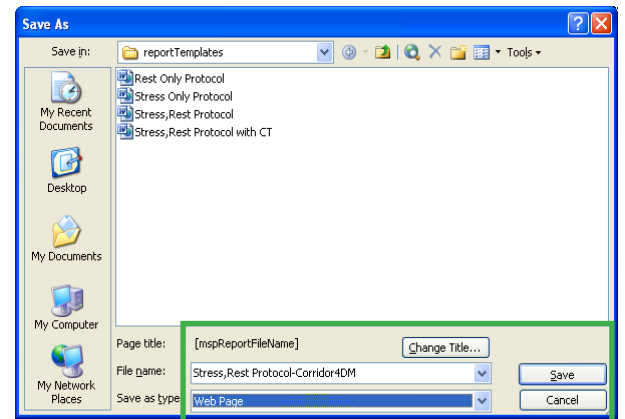 Save As
Save in:
reportTemplates
Tools
My Recent
Documents
Desktop
My Documents
My Computer
My Network
Places
Rest Only Protocol
Stress Only Protocol
Stress,Rest Protocol
Stress,Rest Protocol with CT
Page title:
[mspReportFileName]
Change Title...
File name:
Stress,Rest Protocol-Corridor4DM
Save
Save as type
Web Page
Cancel